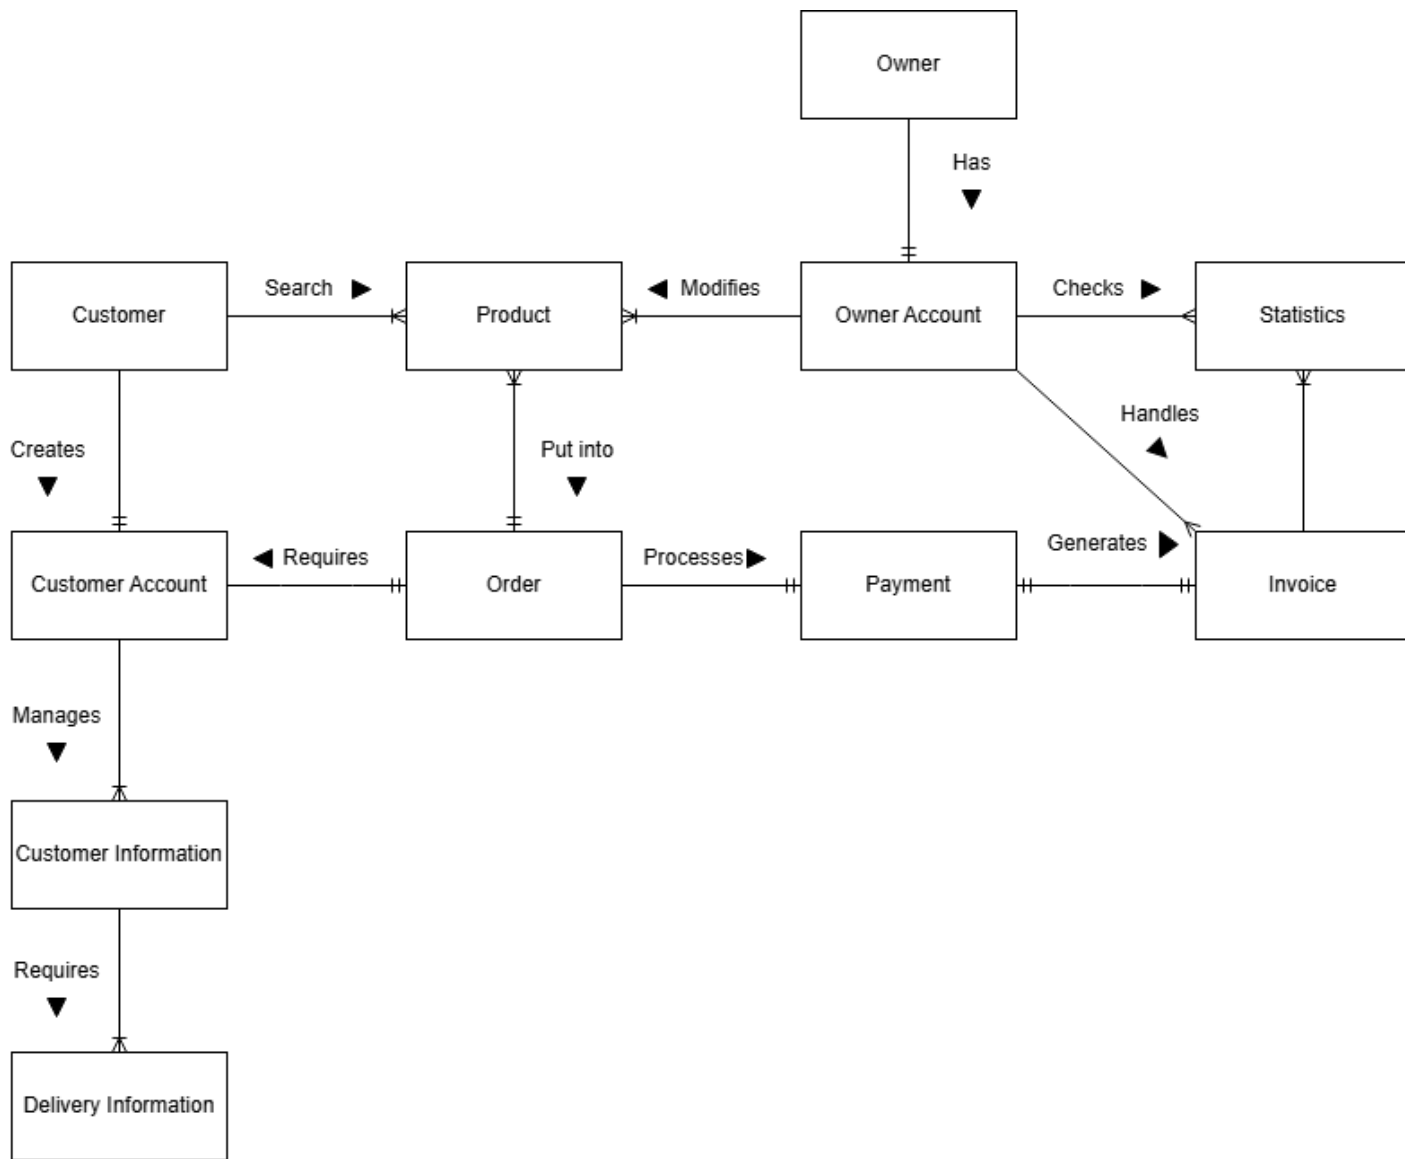 Owner
Has
Customer
Search
Product
Modifies
Owner Account
Checks
Statistics
Creates
Put into
Handles
Customer Account
Requires
Order
Processes
Payment
Generates
Invoice
Manages
Customer Information
Requires
Delivery Information